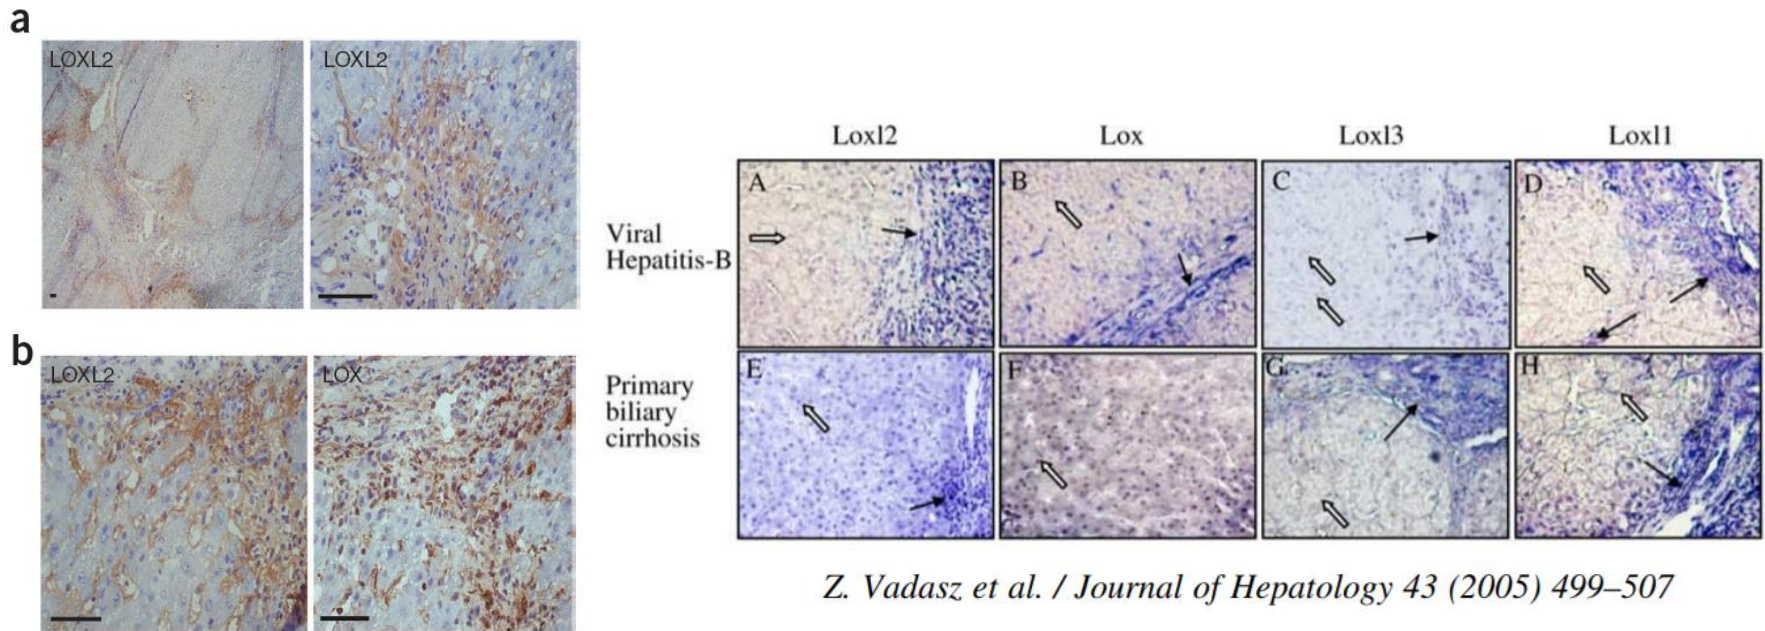 a
LOXL2
LOXL2
b
LOXL2
LOX
Loxl2
Lox
Loxl3
Loxl1
Viral
Hepatitis-B
A
B
C
D
Primary
biliary
cirrhosis
E
F
G
H
Z. Vadasz et al. / Journal of Hepatology 43 (2005) 499–507